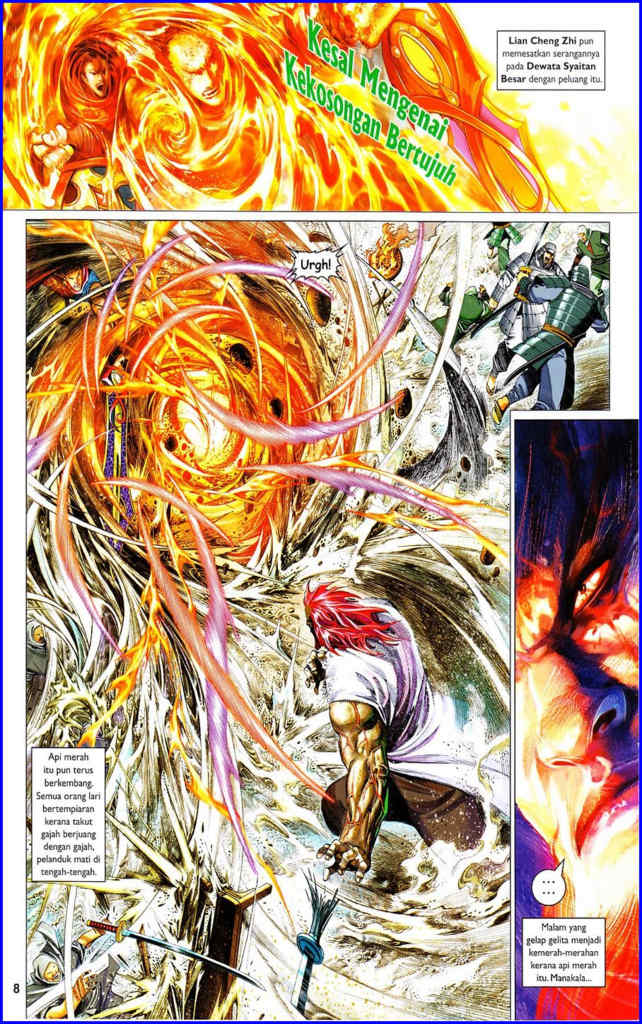 Lian Cheng Zhi pun
memesatkan serangannya
pada Dewata Syaitan
Besar dengan peluang itu.
Kesal Mengenai
Kekosongan Bertujuh
Urgh!
Api merah
itu pun terus
berkembang.
Semua orang lari
bertempiaran
kerana takut
gajah berjuang
dengan gajah,
pelanduk mati di
tengah-tengah.
...
...
Malam yang
gelap gelita menjadi
kemerah-merahan
kerana api merah
itu. Manakala...
8